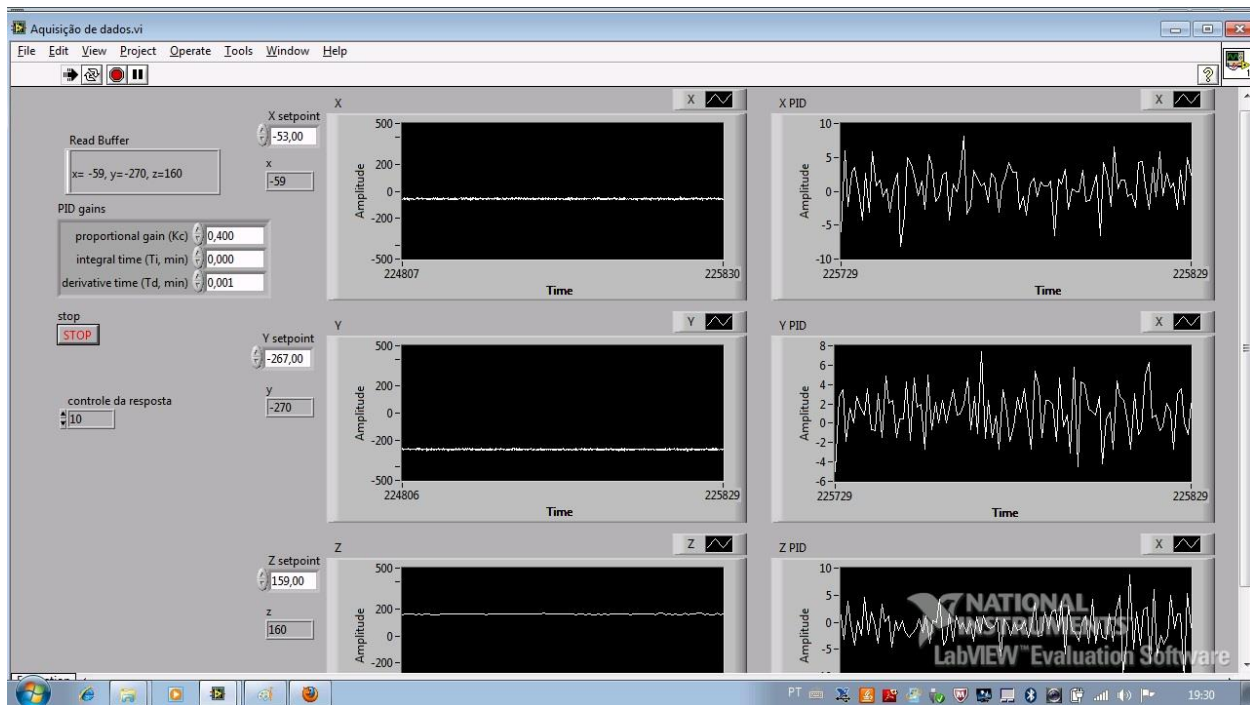 Aquisição de dados.vi
File Edit View Project Operate Tools Window Help
Read Buffer
x= -59, y=-270, z=160
PID gains
proportional gain (Kc) 0,400
integral time (Ti, min) 0,000
derivative time (Td, min) 0,001
stop
STOP
controle da resposta
10
X setpoint
-53,00
x
-59
X
X
500
200
0
-200
-500
Amplitude
224807 225830
Time
X PID
X
10
5
0
-5
-10
Amplitude
225729 225829
Time
Y setpoint
-267,00
y
-270
Y
Y
500
200
0
-200
-500
Amplitude
224806 225829
Time
Y PID
X
8
6
4
2
0
-2
-4
-6
Amplitude
225729 225829
Time
Z setpoint
159,00
z
160
Z
Z
500
200
0
-200
Amplitude
Z PID
X
10
5
0
-5
Amplitude
NATIONAL
INSTRUMENTS
LabVIEW™ Evaluation Software
PT
19:30